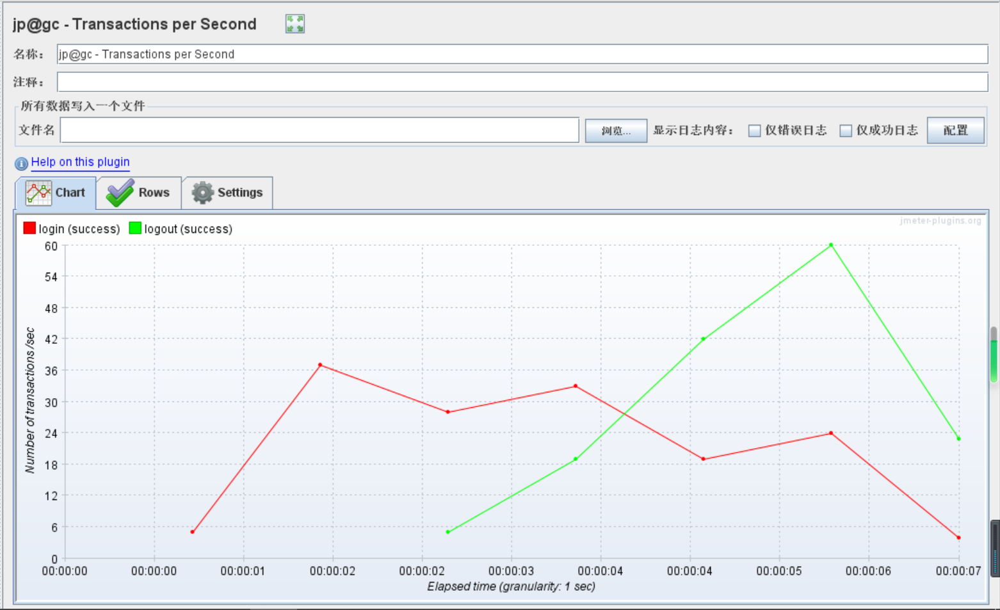 jp@gc - Transactions per Second
名称： jp@gc - Transactions per Second
注释：
所有数据写入一个文件
文件名 浏览... 显示日志内容： 仅错误日志 仅成功日志 配置
Help on this plugin
Chart Rows Settings
jmeter-plugins.org
login (success) logout (success)
60
54
48
42
36
30
24
18
12
6
0
Number of transactions/sec
00:00:00 00:00:00 00:00:01 00:00:02 00:00:02 00:00:03 00:00:04 00:00:04 00:00:05 00:00:06 00:00:07
Elapsed time (granularity: 1 sec)